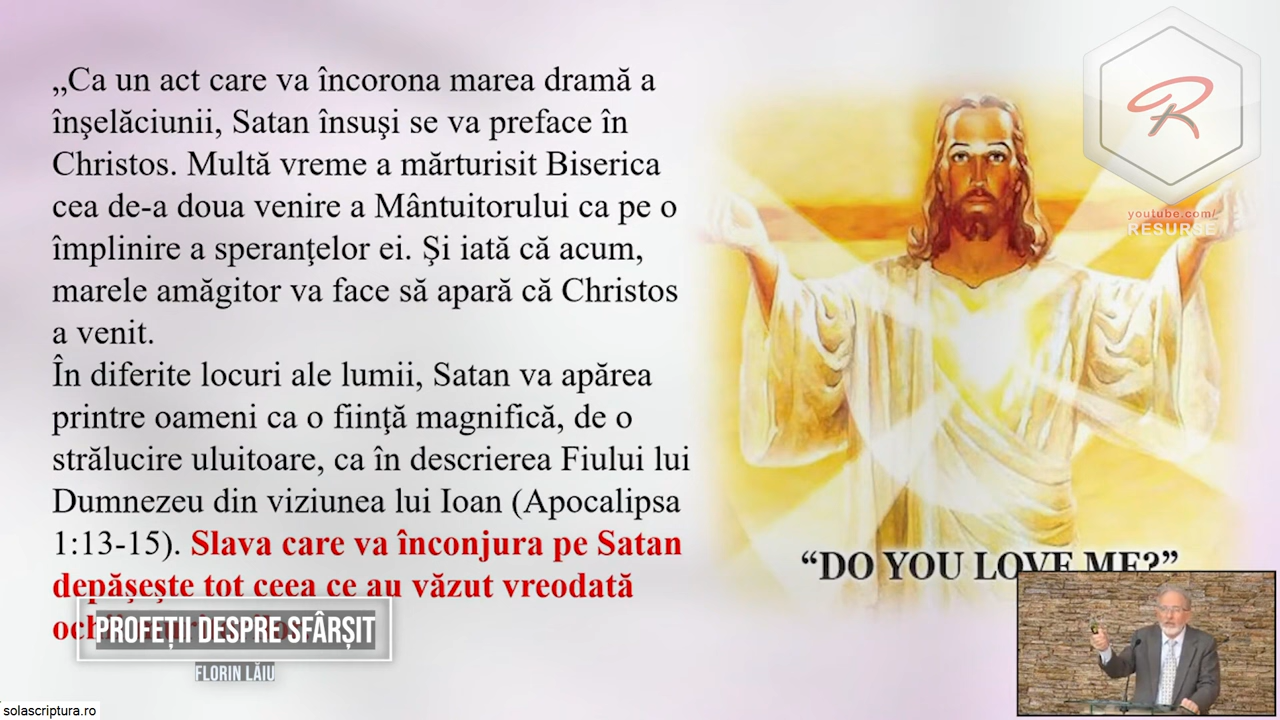 „Ca un act care va încorona marea dramă a
înşelăciunii, Satan însuşi se va preface în
Christos. Multă vreme a mărturisit Biserica
cea de-a doua venire a Mântuitorului ca pe o
împlinire a speranţelor ei. Şi iată că acum,
marele amăgitor va face să apară că Christos
a venit.
În diferite locuri ale lumii, Satan va apărea
printre oameni ca o fiinţă magnifică, de o
strălucire uluitoare, ca în descrierea Fiului lui
Dumnezeu din viziunea lui Ioan (Apocalipsa
1:13-15). Slava care va înconjura pe Satan
depăşeşte tot ceea ce au văzut vreodată
PROFEȚII DESPRE SFÂRȘIT
FLORIN LĂIU
solascriptura.ro
R
youtube.com/
RESURSE
“DO YOU LOVE ME?”